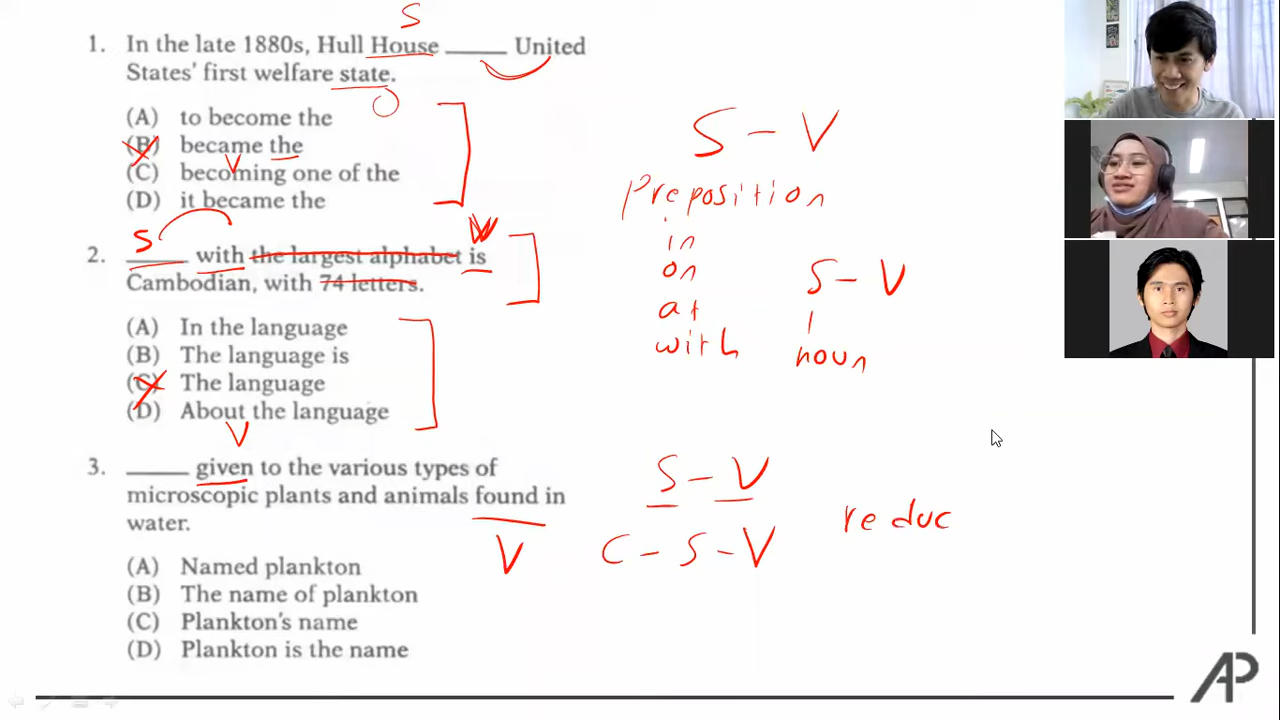 S
1. In the late 1880s, Hull House ______ United
States' first welfare state.
O
(A) to become the
(B) became the
V
(C) becoming one of the
(D) it became the
S
V
2. ______ with the largest alphabet is
Cambodian, with 74 letters.
(A) In the language
(B) The language is
(C) The language
(D) About the language
V
3. ______ given to the various types of
microscopic plants and animals found in
water.
V
(A) Named plankton
(B) The name of plankton
(C) Plankton's name
(D) Plankton is the name
S – V
Preposition
in
on
at
with
S – V
noun
S – V
C – S – V
reduc
AP